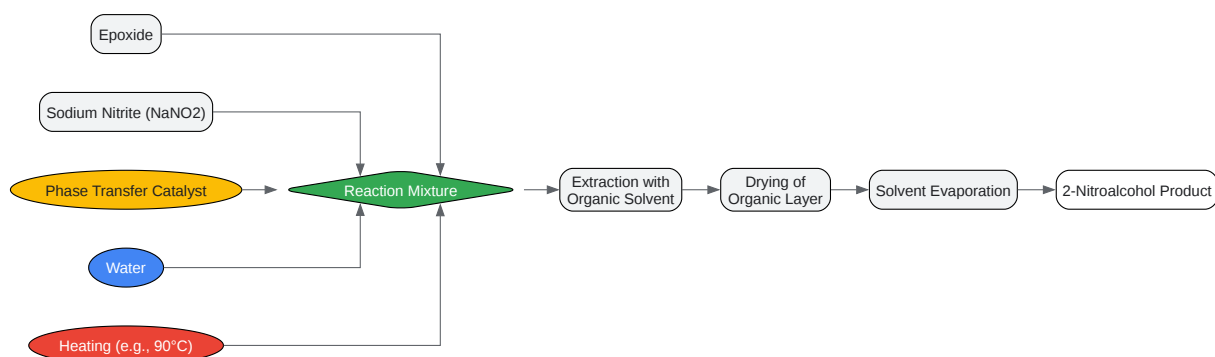 Epoxide
Sodium Nitrite (NaNO2)
Phase Transfer Catalyst
Water
Heating (e.g., 90°C)
Reaction Mixture
Extraction with
Organic Solvent
Drying of
Organic Layer
Solvent Evaporation
2-Nitroalcohol Product